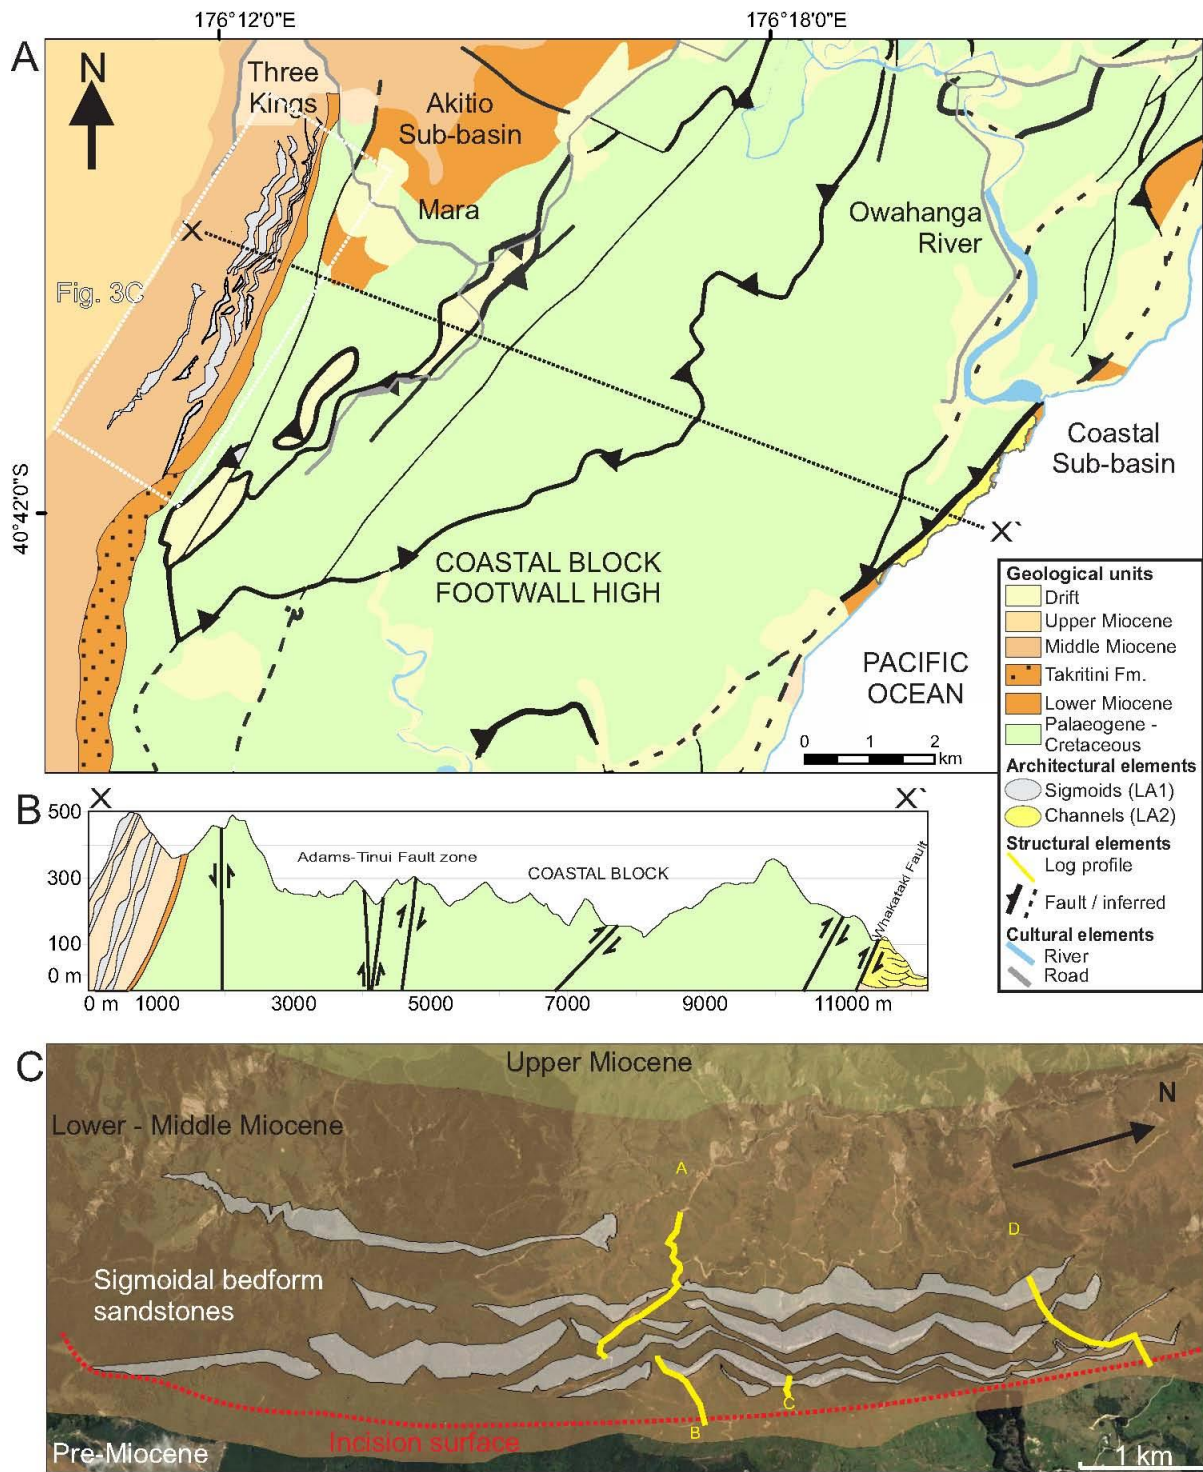 176°12'0"E
176°18'0"E
A
N
Three
Kings
Akitio
Sub-basin
Mara
Owahanga
River
X
Fig. 3C
Coastal
Sub-basin
40°42'0"S
X`
COASTAL BLOCK
FOOTWALL HIGH
PACIFIC
OCEAN
?
0 1 2
km
Geological units
Drift
Upper Miocene
Middle Miocene
Takritini Fm.
Lower Miocene
Palaeogene -
Cretaceous
Architectural elements
Sigmoids (LA1)
Channels (LA2)
Structural elements
Log profile
Fault / inferred
Cultural elements
River
Road
B
X
X`
500
300
100
0 m
Adams-Tinui Fault zone
COASTAL BLOCK
Whakataki Fault
0 m 1000 3000 5000 7000 9000 11000 m
C
Upper Miocene
Lower - Middle Miocene
N
A
D
Sigmoidal bedform
sandstones
C
B
Incision surface
Pre-Miocene
1 km